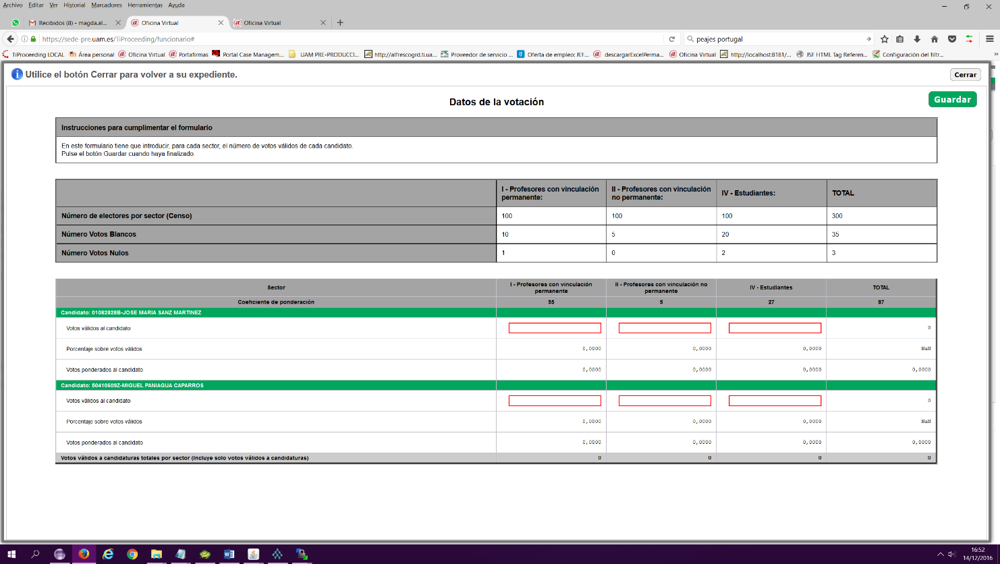 Archivo Editar Ver Historial Marcadores Herramientas Ayuda
Recibidos (8) - magda.al...
Oficina Virtual
Oficina Virtual
https://sede-pre.uam.es/TiProceeding/funcionario#
peajes portugal
TiProceeding LOCAL Área personal Oficina Virtual Portafirmas Portal Case Managem... UAM PRE-PRODUCCI... http://alfrescogrd.ti.ua... Proveedor de servicio ... Oferta de empleo: JEF... descargarExcelPerma... Oficina Virtual http://localhost:8181/... JSF HTML Tag Referen... Configuración del filtr...
Utilice el botón Cerrar para volver a su expediente.
Cerrar
Datos de la votación
Guardar
Instrucciones para cumplimentar el formulario
En este formulario tiene que introducir, para cada sector, el número de votos válidos de cada candidato.
Pulse el botón Guardar cuando haya finalizado.
I - Profesores con vinculación permanente: II - Profesores con vinculación no permanente: IV - Estudiantes: TOTAL
Número de electores por sector (Censo) 100 100 100 300
Número Votos Blancos 10 5 20 35
Número Votos Nulos 1 0 2 3
Sector I - Profesores con vinculación permanente II - Profesores con vinculación no permanente IV - Estudiantes TOTAL
Coeficiente de ponderación 55 5 27 87
Candidato: 01082828B-JOSE MARIA SANZ MARTINEZ
Votos válidos al candidato 0
Porcentaje sobre votos válidos 0,0000 0,0000 0,0000 NaN
Votos ponderados al candidato 0,0000 0,0000 0,0000 0,0000
Candidato: 50410609Z-MIGUEL PANIAGUA CAPARROS
Votos válidos al candidato 0
Porcentaje sobre votos válidos 0,0000 0,0000 0,0000 NaN
Votos ponderados al candidato 0,0000 0,0000 0,0000 0,0000
Votos válidos a candidaturas totales por sector (Incluye solo votos válidos a candidaturas) 0 0 0 0
16:52
14/12/2016